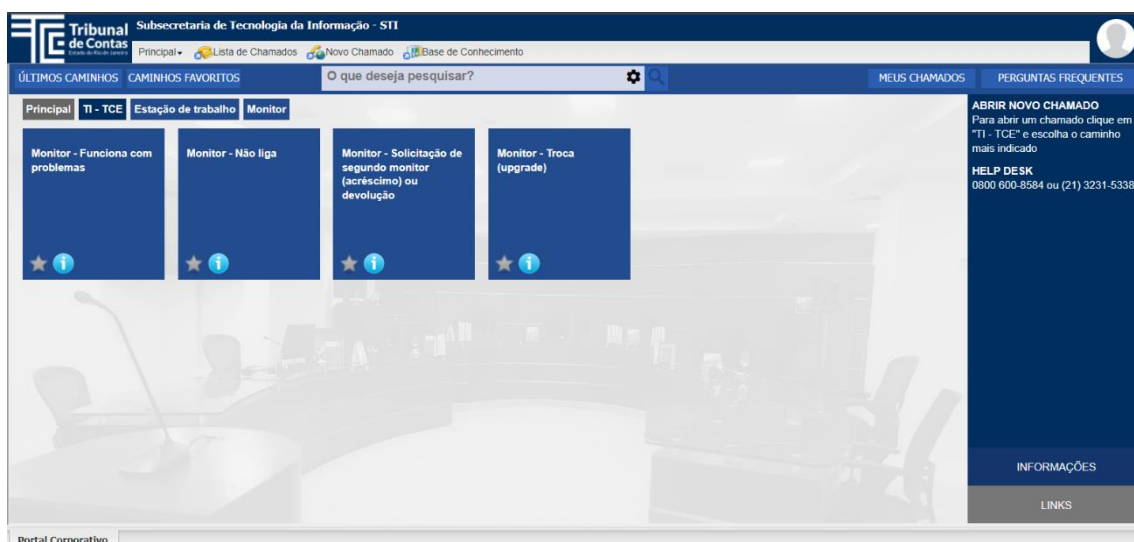 Tribunal
de Contas
Estado do Rio de Janeiro
Subsecretaria de Tecnologia da Informação - STI
Principal
Lista de Chamados
Novo Chamado
Base de Conhecimento
ÚLTIMOS CAMINHOS
CAMINHOS FAVORITOS
O que deseja pesquisar?
MEUS CHAMADOS
PERGUNTAS FREQUENTES
Principal
TI - TCE
Estação de trabalho
Monitor
Monitor - Funciona com
problemas
Monitor - Não liga
Monitor - Solicitação de
segundo monitor
(acréscimo) ou
devolução
Monitor - Troca
(upgrade)
ABRIR NOVO CHAMADO
Para abrir um chamado clique em
"TI - TCE" e escolha o caminho
mais indicado
HELP DESK
0800 600-8584 ou (21) 3231-5338
INFORMAÇÕES
LINKS
Portal Corporativo